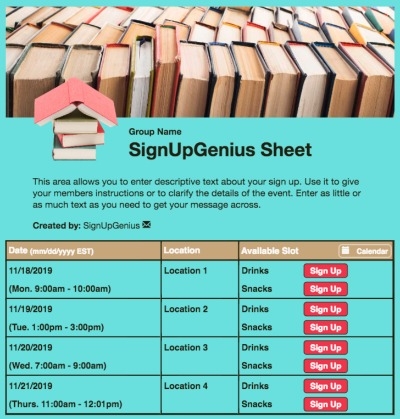 Group Name
SignUpGenius Sheet
This area allows you to enter descriptive text about your sign up. Use it to give
your members instructions or to clarify the details of the event. Enter as little or
as much text as you need to get your message across.
Created by: SignUpGenius
Date (mm/dd/yyyy EST) Location Available Slot Calendar
11/18/2019 Location 1 Drinks Sign Up
(Mon. 9:00am - 10:00am) Snacks Sign Up
11/19/2019 Location 2 Drinks Sign Up
(Tue. 1:00pm - 3:00pm) Snacks Sign Up
11/20/2019 Location 3 Drinks Sign Up
(Wed. 7:00am - 9:00am) Snacks Sign Up
11/21/2019 Location 4 Drinks Sign Up
(Thurs. 11:00am - 12:01pm) Snacks Sign Up